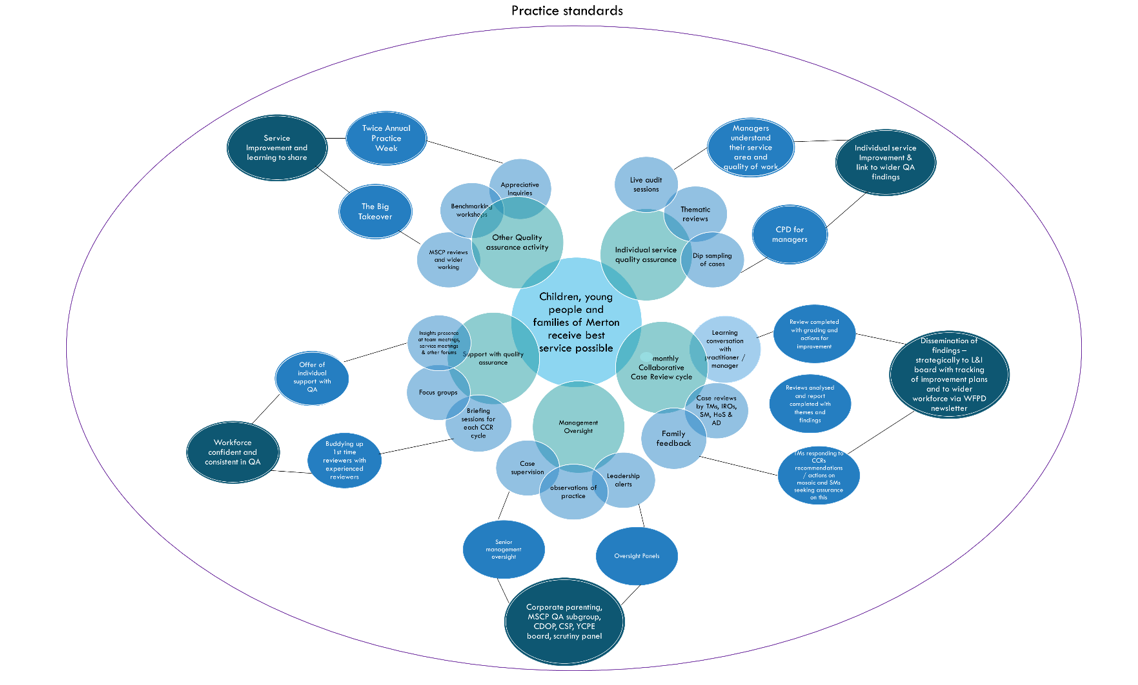 Practice standards
Service
Improvement and
learning to share
Twice Annual
Practice
Week
The Big
Takeover
Appreciative
Inquiries
Benchmarking
workshops
MSCP reviews
and wider
working
Other Quality
assurance activity
Managers
understand
their service
area and
quality of work
Individual service
Improvement &
link to wider QA
findings
CPD for
managers
Live audit
sessions
Thematic
reviews
Dip sampling
of cases
Individual service
quality assurance
Children, young
people and
families of Merton
receive best
service possible
Insights presence
at team meetings,
service meetings
& other forums
Support with quality
assurance
Focus groups
Briefing
sessions for
each CCR
cycle
Offer of
individual
support with
QA
Workforce
confident and
consistent in QA
Buddying up
1st time
reviewers with
experienced
reviewers
monthly
Collaborative
Case Review cycle
Learning
conversation
with
practitioner /
manager
Case reviews
by TMs, IROs,
SM, HoS &
AD
Family
feedback
Review completed
with grading and
actions for
improvement
Reviews analysed
and report
completed with
themes and
findings
TMs responding to
CCRs
recommendations
/ actions on
mosaic and SMs
seeking assurance
on this
Dissemination of
findings –
strategically to L&I
board with tracking
of improvement plans
and to wider
workforce via WFPD
newsletter
Management
Oversight
Case
supervision
observations of
practice
Leadership
alerts
Senior
management
oversight
Oversight Panels
Corporate parenting,
MSCP QA subgroup,
CDOP, CSP, YCPE
board, scrutiny panel